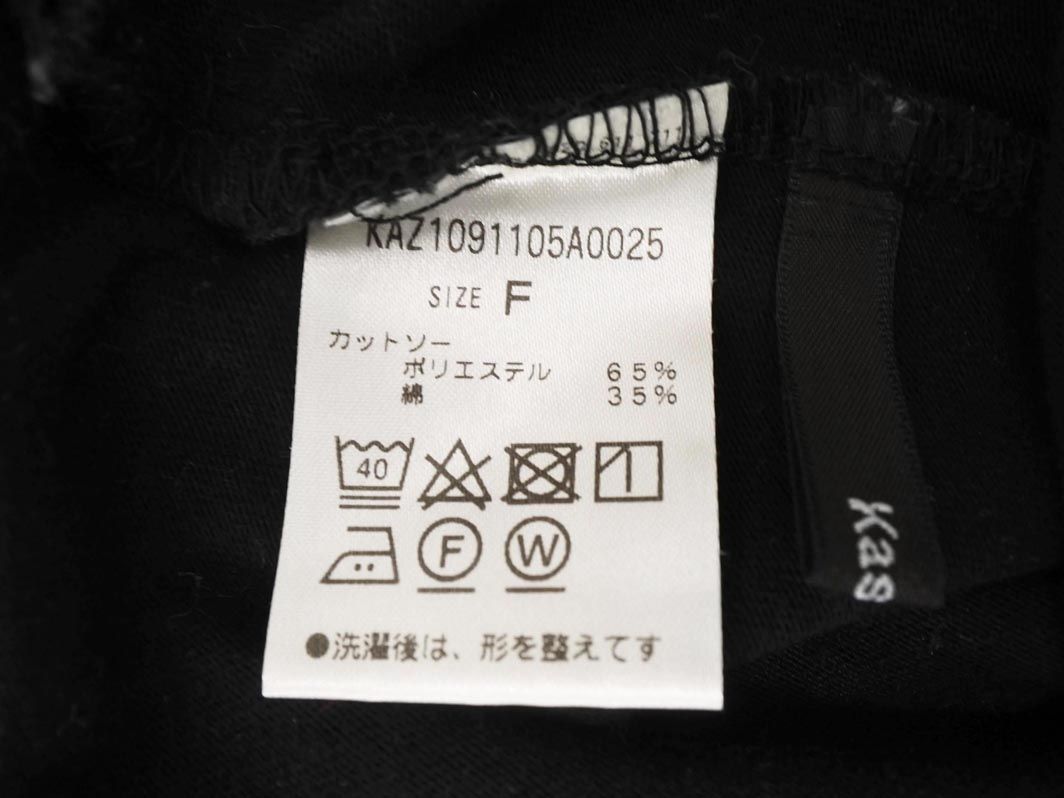 KAZ1091105A0025
SIZE F
カットソー
ポリエステル 65%
綿 35%
40
F W
●洗濯後は、形を整えてす
Kas